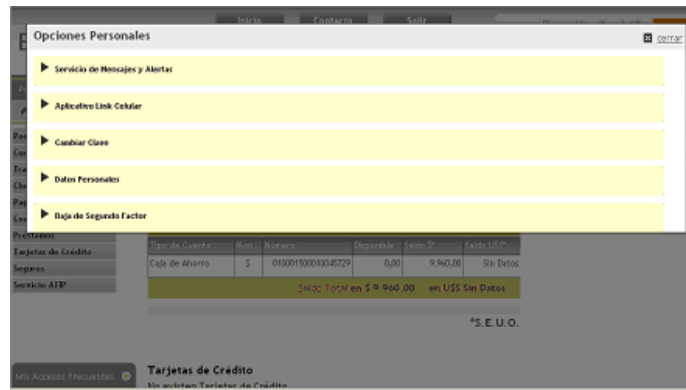 Inicio Contacto Salir
Opciones Personales
cerrar
Servicio de Mensajes y Alertas
Aplicativo Link Celular
Cambiar Clave
Datos Personales
Baja de Segundo Factor
Préstamos
Tarjetas de Crédito
Seguros
Servicio AFIP
Tipo de Cuenta Mon. Número Disponible Saldo $* Saldo U$S*
Caja de Ahorro $ 0,00 9.960,00 Sin Datos
Saldo Total en $ 9.960,00 en U$S Sin Datos
*S.E.U.O.
Mis Accesos Frecuentes
Tarjetas de Crédito
No existen Tarjetas de Crédito